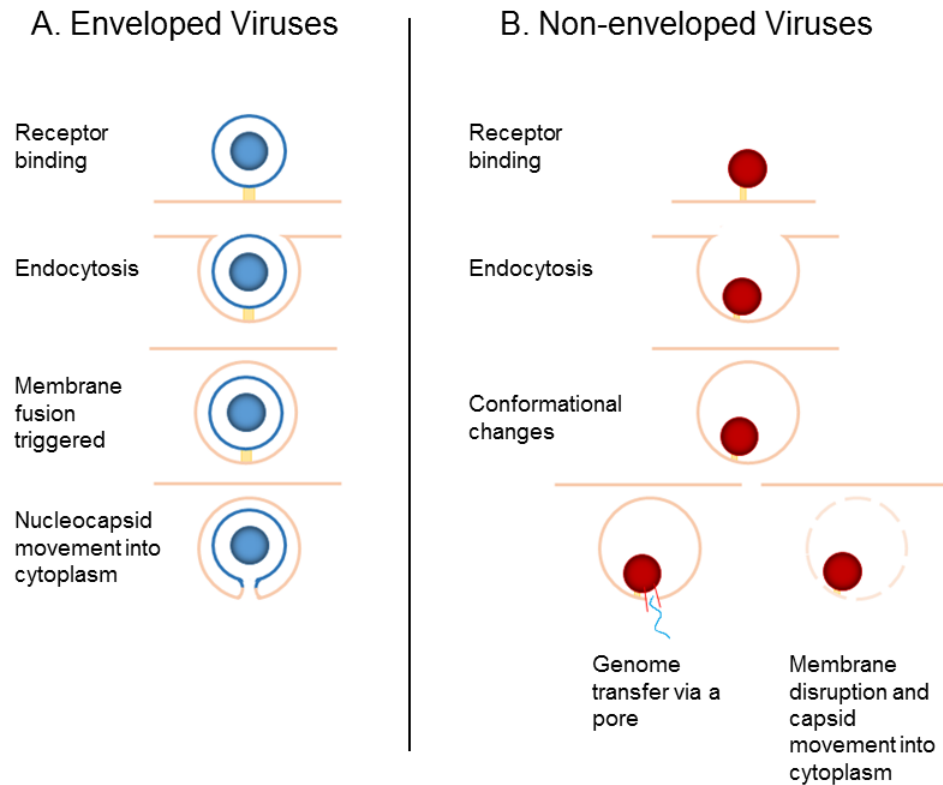 A. Enveloped Viruses
Receptor
binding
Endocytosis
Membrane
fusion
triggered
Nucleocapsid
movement into
cytoplasm
B. Non-enveloped Viruses
Receptor
binding
Endocytosis
Conformational
changes
Genome
transfer via a
pore
Membrane
disruption and
capsid
movement into
cytoplasm